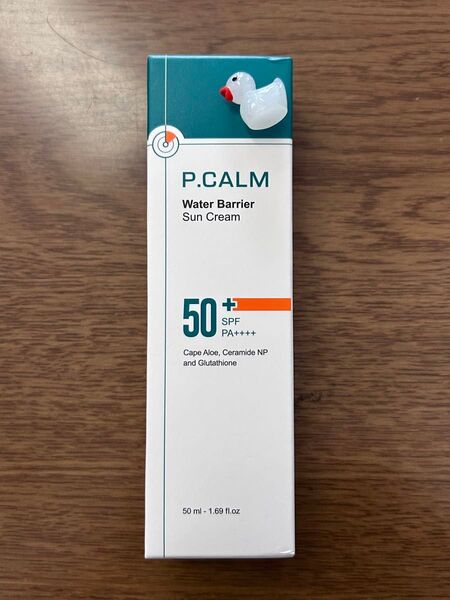 P.CALM
Water Barrier
Sun Cream
50+
SPF
PA++++
Cape Aloe, Ceramide NP
and Glutathione
50 ml - 1.69 fl.oz